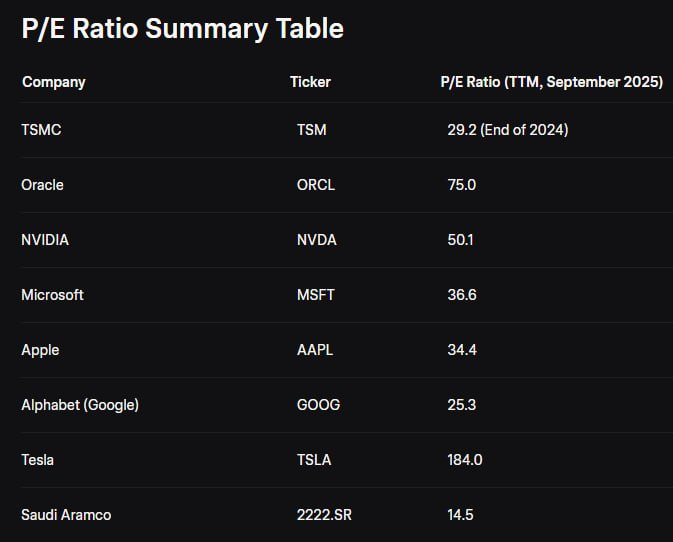 P/E Ratio Summary Table
Company Ticker P/E Ratio (TTM, September 2025)
TSMC TSM 29.2 (End of 2024)
Oracle ORCL 75.0
NVIDIA NVDA 50.1
Microsoft MSFT 36.6
Apple AAPL 34.4
Alphabet (Google) GOOG 25.3
Tesla TSLA 184.0
Saudi Aramco 2222.SR 14.5